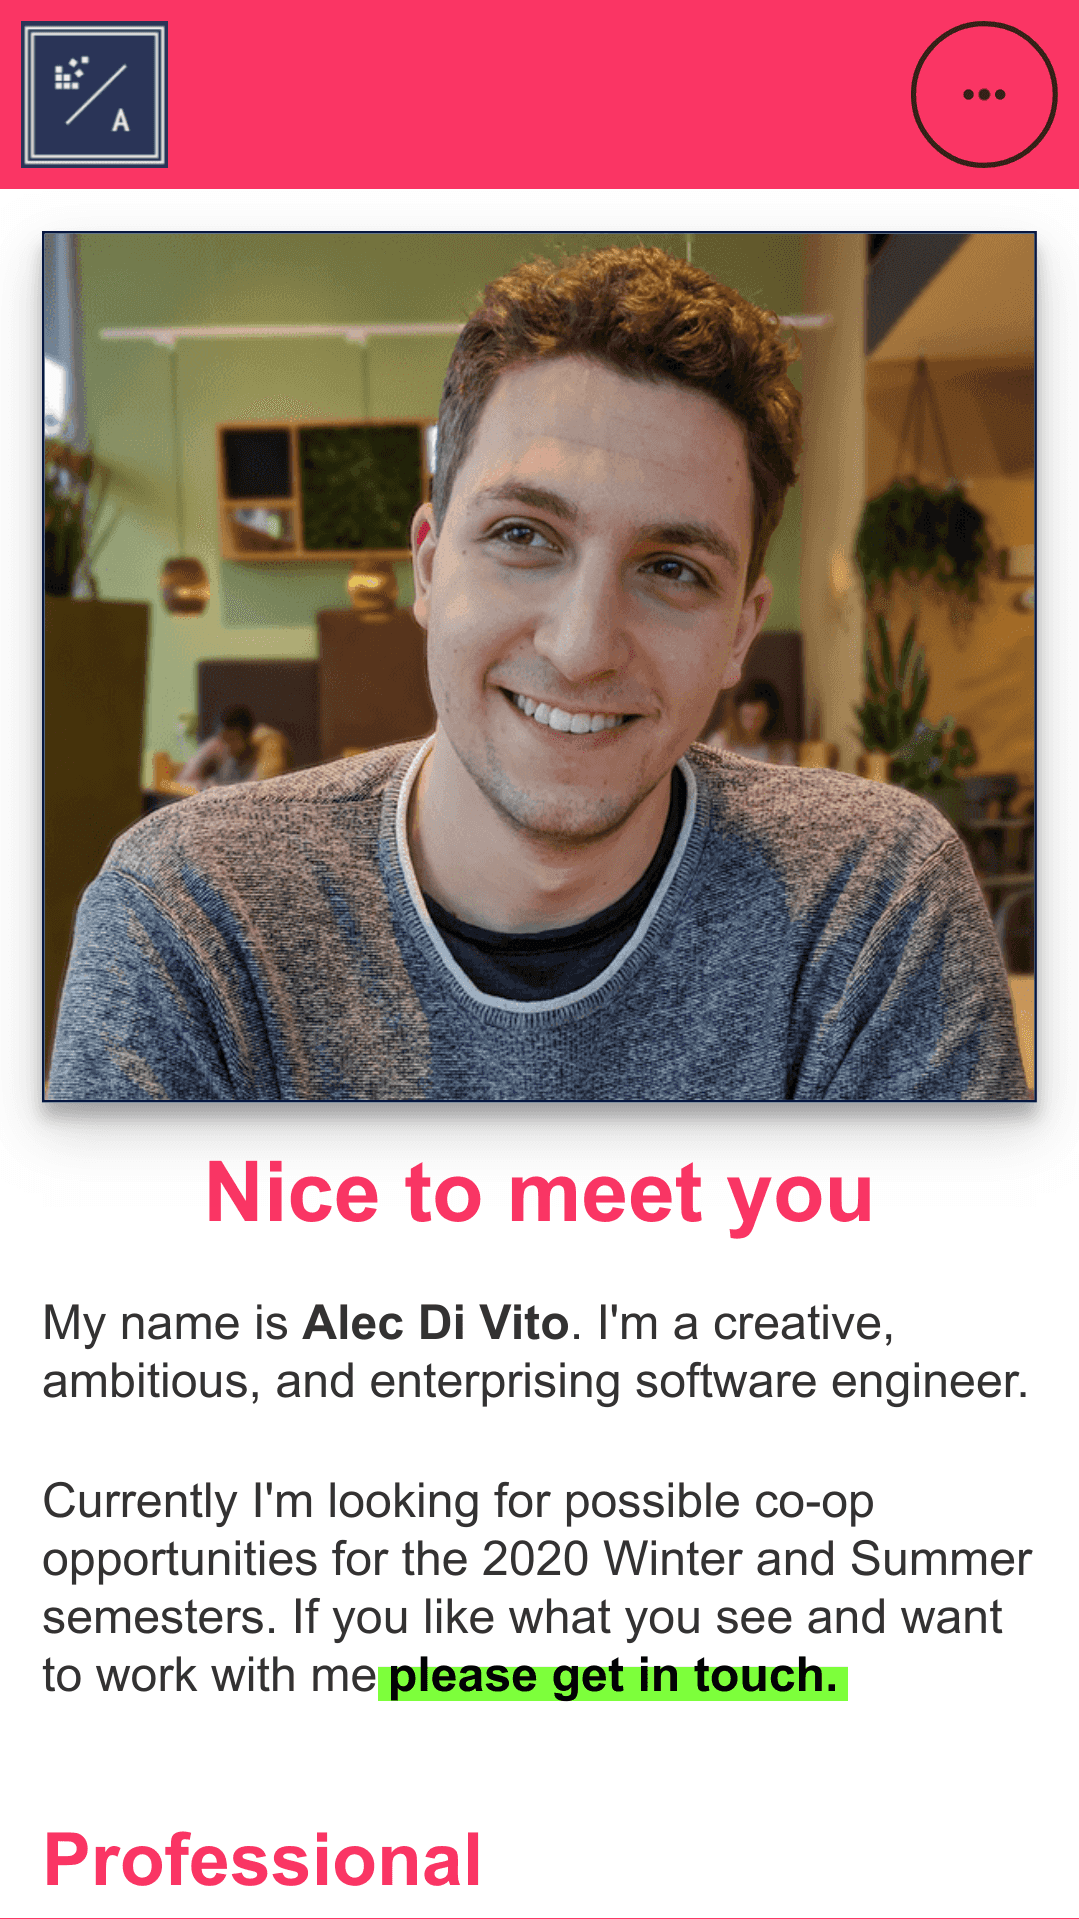 A
Nice to meet you
My name is Alec Di Vito. I'm a creative,
ambitious, and enterprising software engineer.
Currently I'm looking for possible co-op
opportunities for the 2020 Winter and Summer
semesters. If you like what you see and want
to work with me please get in touch.
Professional